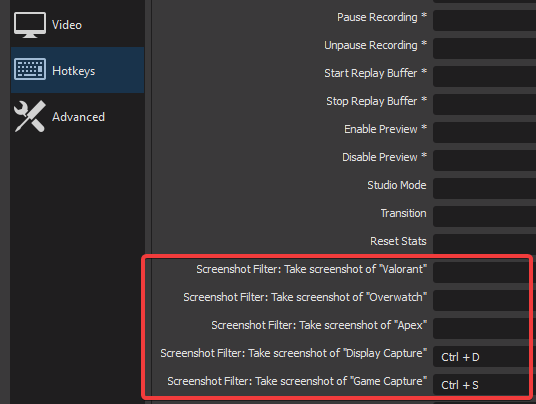 Video
Hotkeys
Advanced
Pause Recording *
Unpause Recording *
Start Replay Buffer *
Stop Replay Buffer *
Enable Preview *
Disable Preview *
Studio Mode
Transition
Reset Stats
Screenshot Filter: Take screenshot of "Valorant"
Screenshot Filter: Take screenshot of "Overwatch"
Screenshot Filter: Take screenshot of "Apex"
Screenshot Filter: Take screenshot of "Display Capture" Ctrl + D
Screenshot Filter: Take screenshot of "Game Capture" Ctrl + S